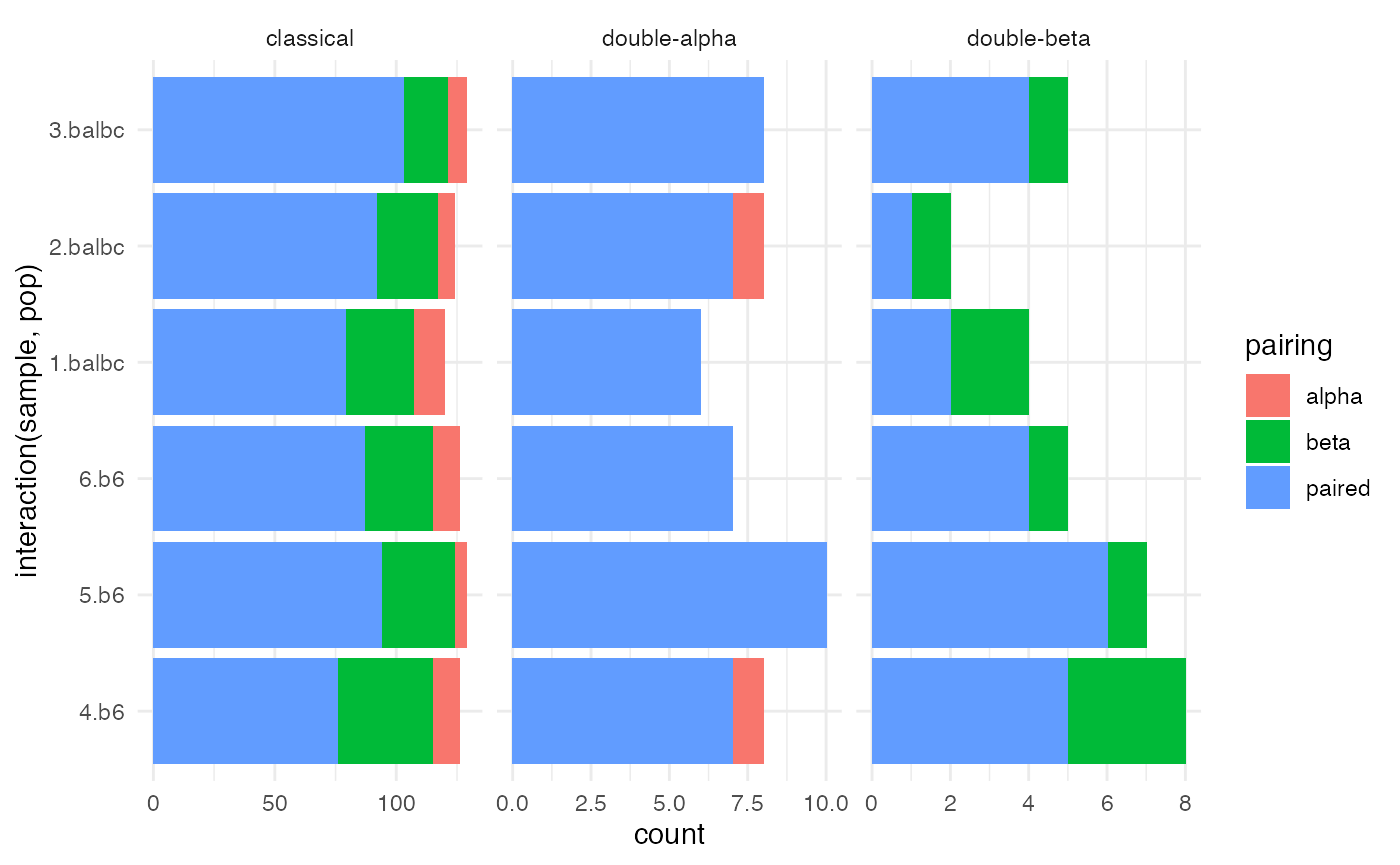 classical
double-alpha
double-beta
interaction(sample, pop)
3.balbc
2.balbc
1.balbc
6.b6
5.b6
4.b6
0 50 100
0.0 2.5 5.0 7.5 10.0
0 2 4 6 8
count
pairing
alpha
beta
paired